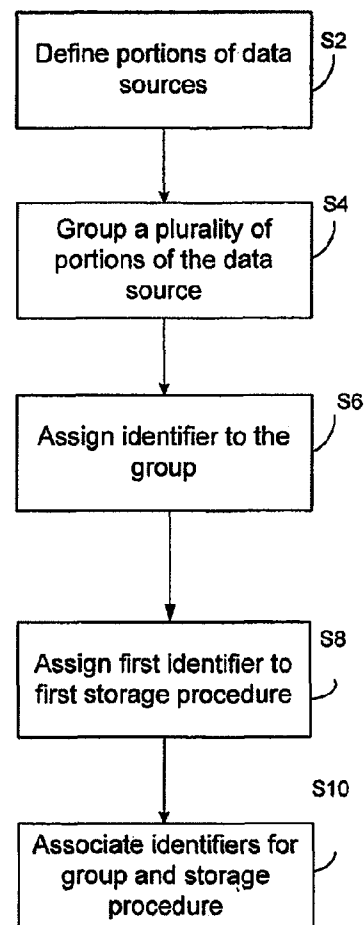 Define portions of data
sources
S2
Group a plurality of
portions of the data
source
S4
Assign identifier to the
group
S6
Assign first identifier to
first storage procedure
S8
Associate identifiers for
group and storage
procedure
S10